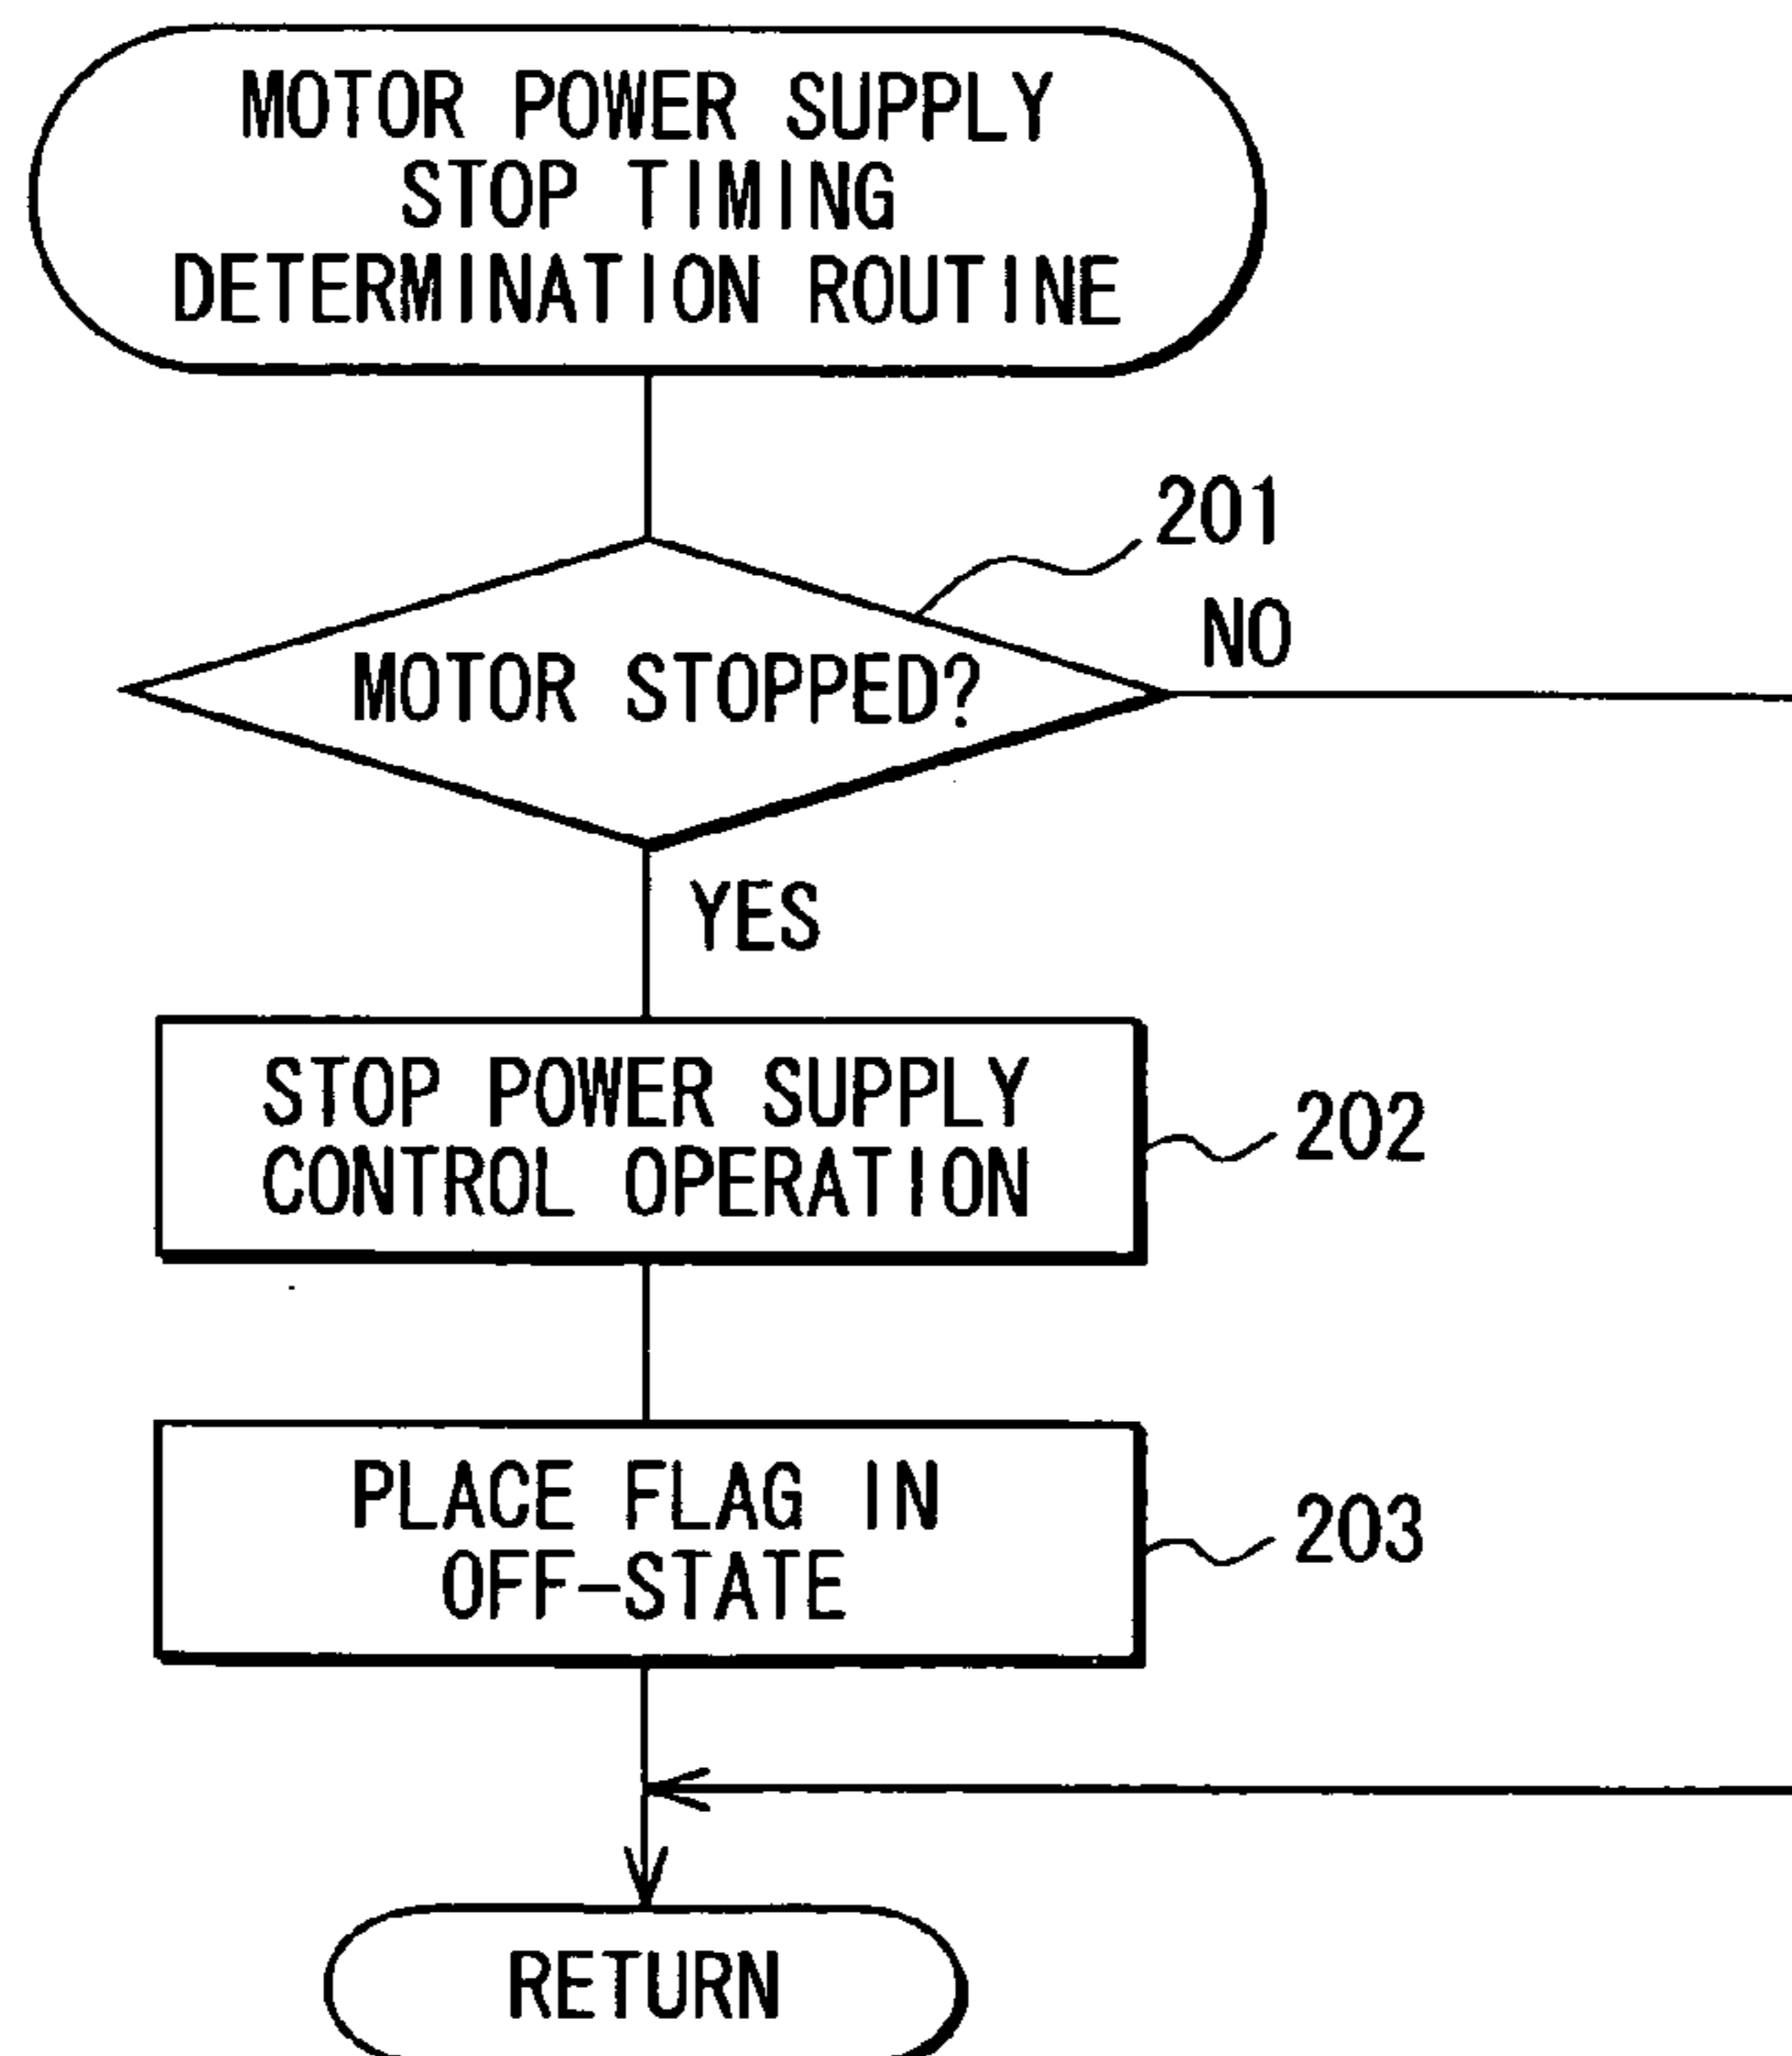 MOTOR POWER SUPPLY
STOP TIMING
DETERMINATION ROUTINE
201
NO
MOTOR STOPPED?
YES
STOP POWER SUPPLY
CONTROL OPERATION
202
PLACE FLAG IN
OFF-STATE
203
RETURN